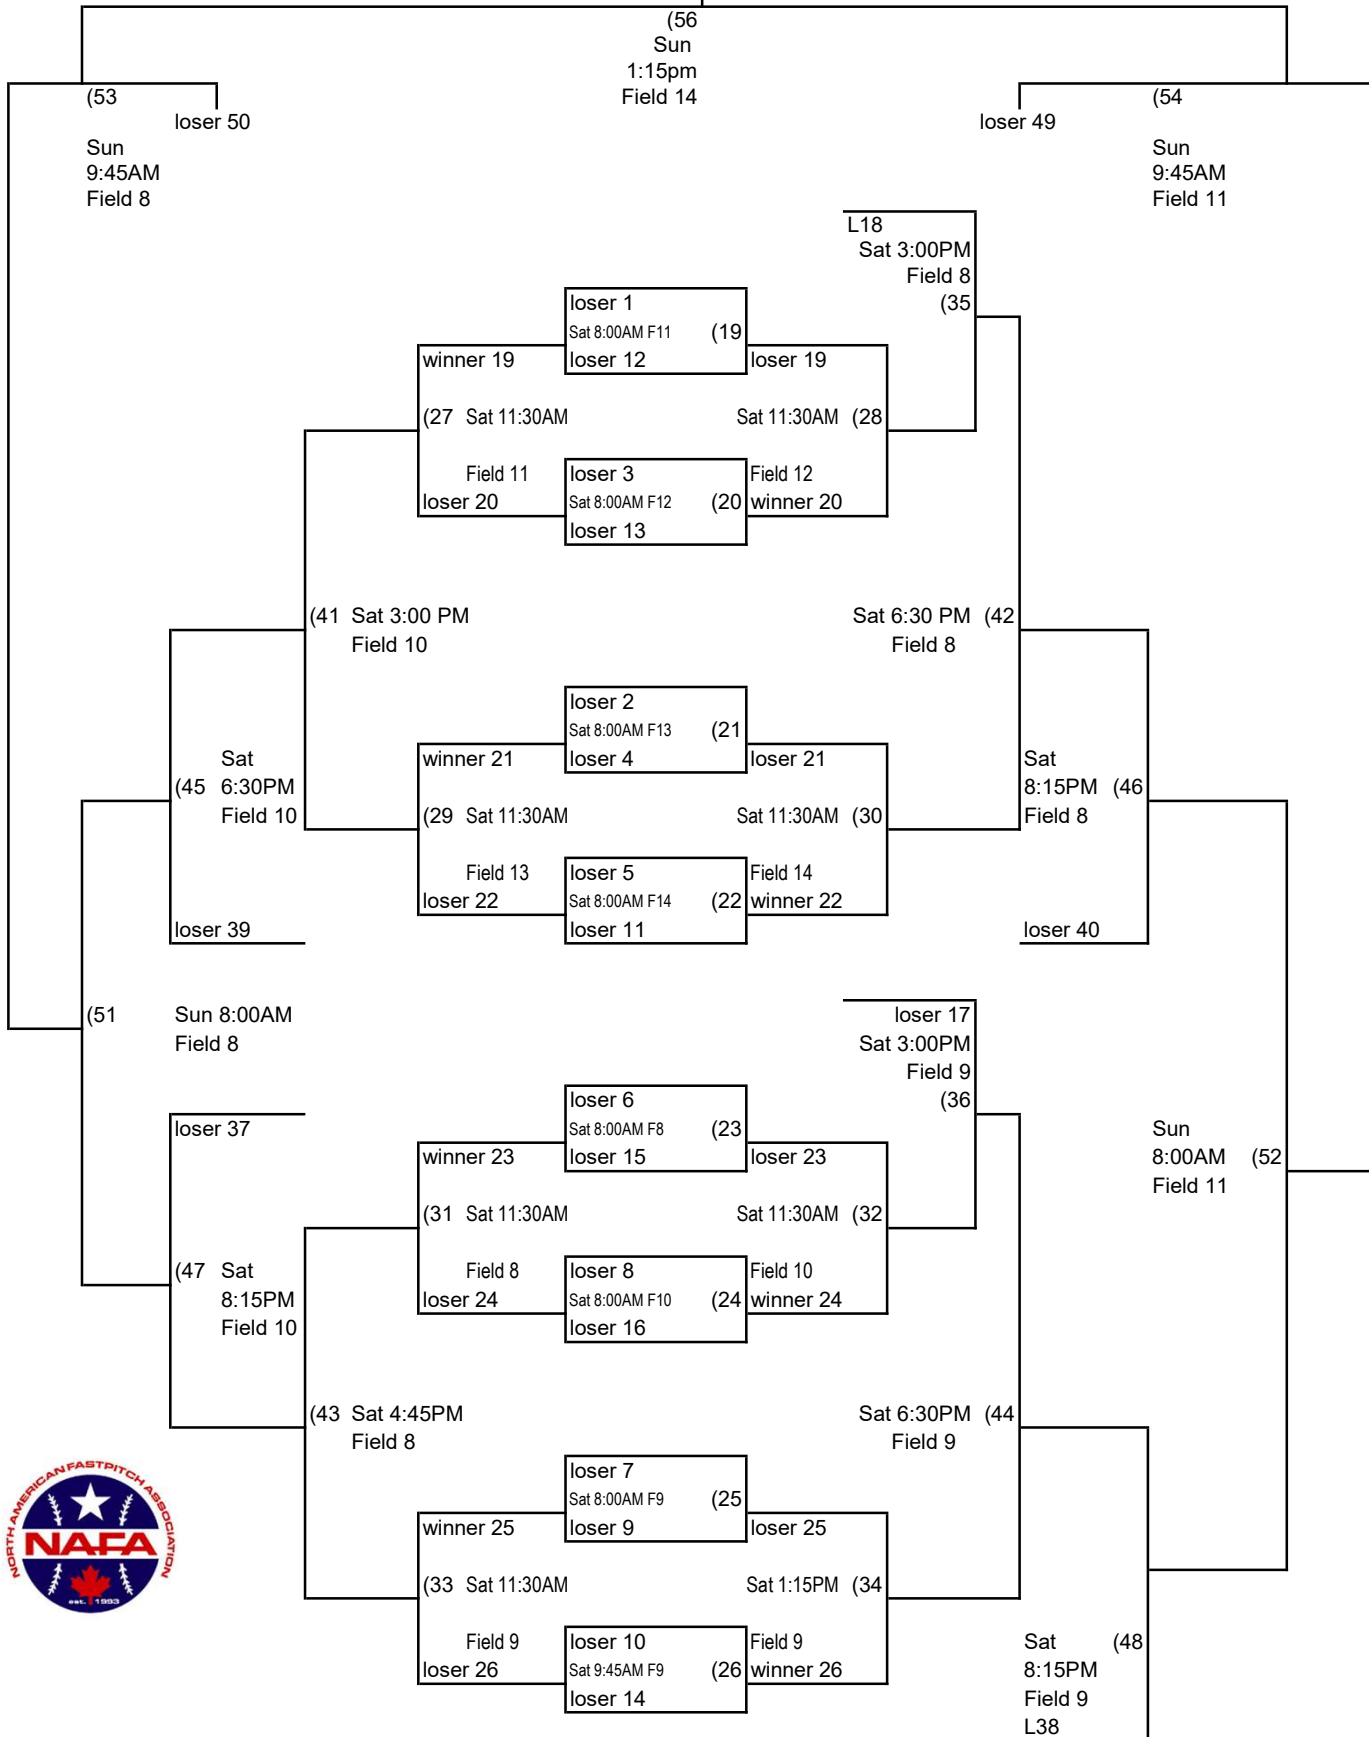 (56
Sun
1:15pm
Field 14
(53
loser 50
Sun
9:45AM
Field 8
loser 49
(54
Sun
9:45AM
Field 11
L18
Sat 3:00PM
Field 8
(35
loser 1
Sat 8:00AM F11 (19
loser 12
winner 19
loser 19
(27 Sat 11:30AM
Sat 11:30AM (28
Field 11
loser 3
Field 12
loser 20
Sat 8:00AM F12 (20
winner 20
loser 13
(41 Sat 3:00 PM
Field 10
Sat 6:30 PM (42
Field 8
loser 2
Sat 8:00AM F13 (21
loser 4
winner 21
loser 21
Sat
(45 6:30PM
Field 10
Sat
8:15PM (46
Field 8
(29 Sat 11:30AM
Sat 11:30AM (30
Field 13
loser 5
Field 14
loser 22
Sat 8:00AM F14 (22
winner 22
loser 11
loser 39
loser 40
(51 Sun 8:00AM
Field 8
loser 17
Sat 3:00PM
Field 9
(36
loser 6
Sat 8:00AM F8 (23
loser 15
loser 37
winner 23
loser 23
Sun
8:00AM (52
Field 11
(31 Sat 11:30AM
Sat 11:30AM (32
Field 8
loser 8
Field 10
loser 24
Sat 8:00AM F10 (24
winner 24
loser 16
(47 Sat
8:15PM
Field 10
(43 Sat 4:45PM
Field 8
Sat 6:30PM (44
Field 9
loser 7
Sat 8:00AM F9 (25
loser 9
winner 25
loser 25
(33 Sat 11:30AM
Sat 1:15PM (34
Field 9
loser 10
Field 9
loser 26
Sat 9:45AM F9 (26
winner 26
loser 14
Sat (48
8:15PM
Field 9
L38
NORTH AMERICAN FASTPITCH ASSOCIATION
NAFA
est. 1993